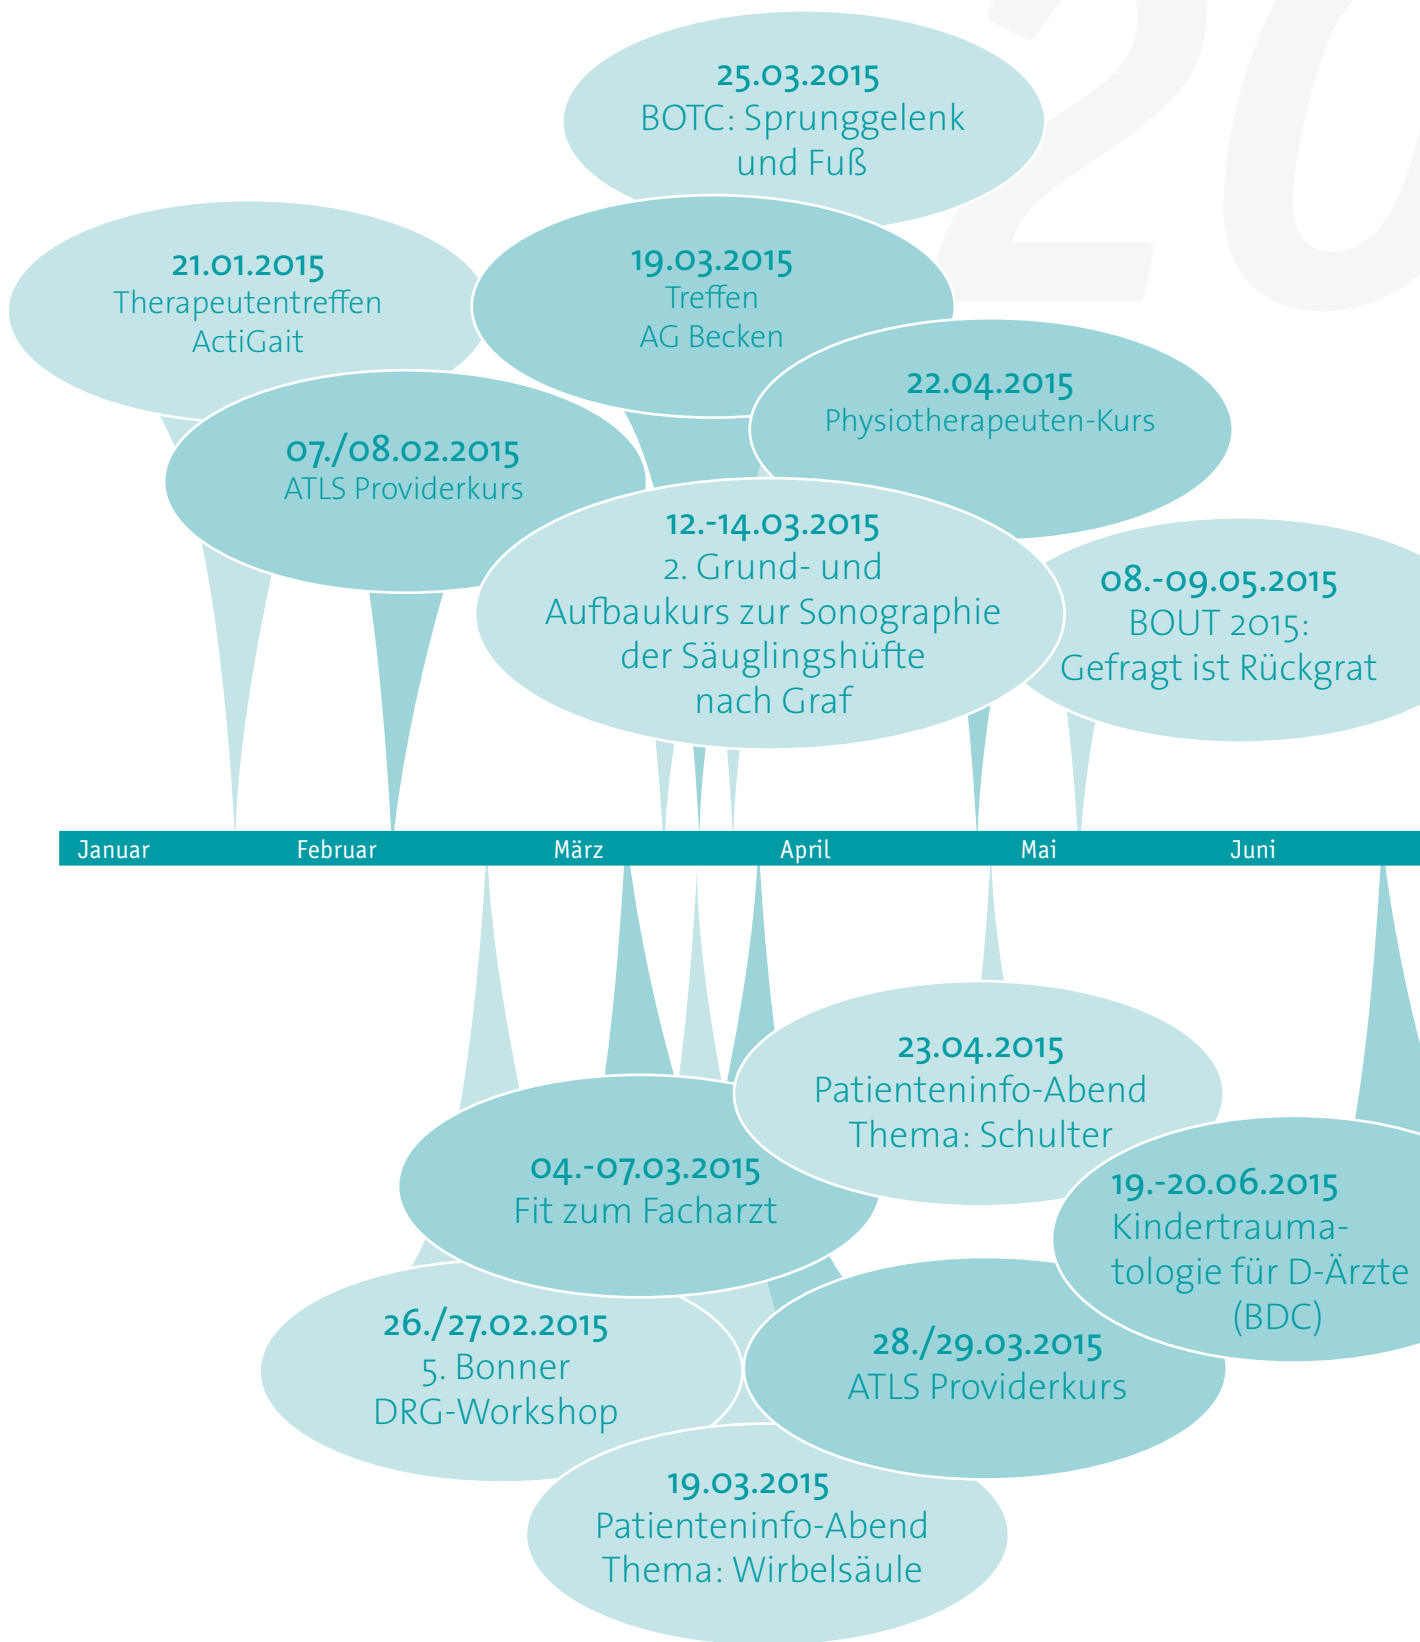 20
25.03.2015
BOTC: Sprunggelenk
und Fuß
21.01.2015
Therapeutentreffen
ActiGait
19.03.2015
Treffen
AG Becken
22.04.2015
Physiotherapeuten-Kurs
07./08.02.2015
ATLS Providerkurs
12.-14.03.2015
2. Grund- und
Aufbaukurs zur Sonographie
der Säuglingshüfte
nach Graf
08.-09.05.2015
BOUT 2015:
Gefragt ist Rückgrat
Januar Februar März April Mai Juni
23.04.2015
Patienteninfo-Abend
Thema: Schulter
04.-07.03.2015
Fit zum Facharzt
19.-20.06.2015
Kindertrauma-
tologie für D-Ärzte
(BDC)
26./27.02.2015
5. Bonner
DRG-Workshop
28./29.03.2015
ATLS Providerkurs
19.03.2015
Patienteninfo-Abend
Thema: Wirbelsäule